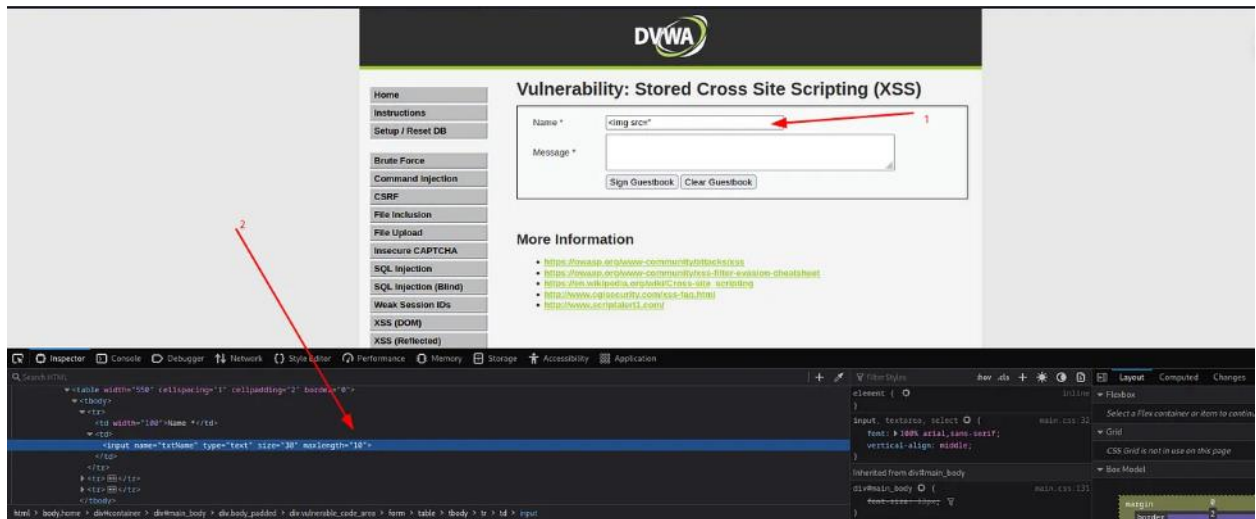 DVWA
Vulnerability: Stored Cross Site Scripting (XSS)
Home
Instructions
Setup / Reset DB
Brute Force
Command Injection
CSRF
File Inclusion
File Upload
Insecure CAPTCHA
SQL Injection
SQL Injection (Blind)
Weak Session IDs
XSS (DOM)
XSS (Reflected)
Name *
<img src="
1
Message *
Sign Guestbook
Clear Guestbook
2
More Information
https://owasp.org/www-community/attacks/xss
https://owasp.org/www-community/xss-filter-evasion-cheatsheet
https://en.wikipedia.org/wiki/Cross-site_scripting
http://www.cgisecurity.com/xss-faq.html
http://www.scriptalert1.com/
Inspector Console Debugger Network Style Editor Performance Memory Storage Accessibility Application
Search HTML
<table width="550" cellspacing="1" cellpadding="2" border="0">
<tbody>
<tr>
<td width="100">Name *</td>
<td>
<input name="txtName" type="text" size="30" maxlength="10">
</td>
</tr>
<tr></tr>
<tr></tr>
</tbody>
html > body.home > div#container > div#main_body > div.body_padded > div.vulnerable_code_area > form > table > tbody > tr > td > input
Filter Styles
:hov .cls
element {
inline
}
input, textarea, select {
main.css:32
font: 100% arial,sans-serif;
vertical-align: middle;
}
Inherited from div#main_body
div#main_body {
main.css:131
Layout Computed Changes
Flexbox
Select a Flex container or item to
Grid
CSS Grid is not in use on this page
Box Model
margin
0
border
2